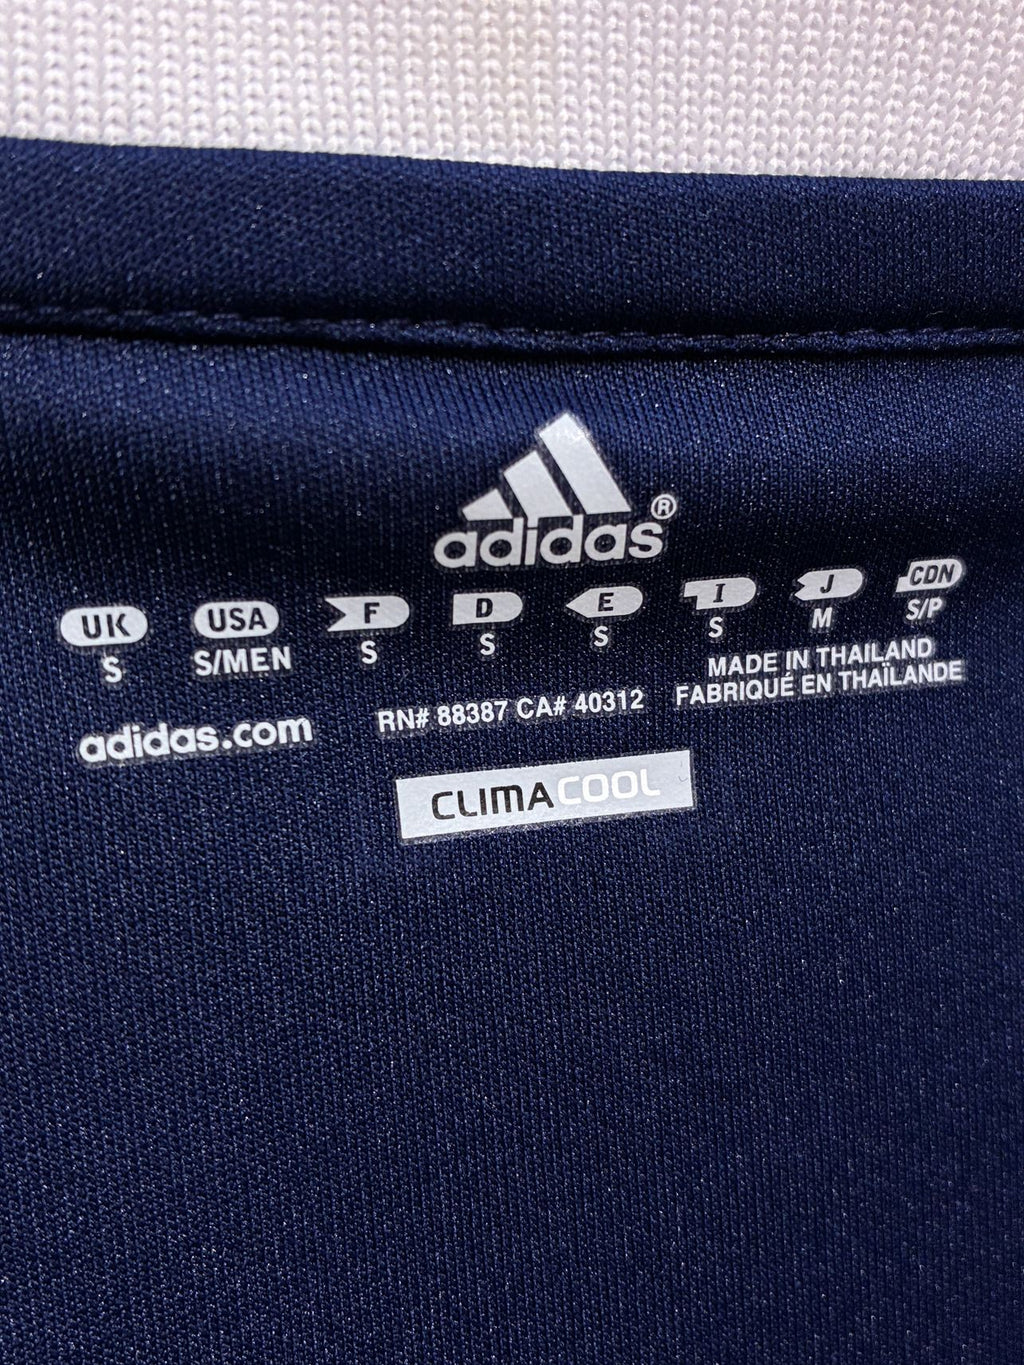 adidas®
UK USA F D E I J CDN
S S/MEN S S S S M S/P
MADE IN THAILAND
FABRIQUÉ EN THAÏLANDE
adidas.com RN# 88387 CA# 40312
CLIMACOOL